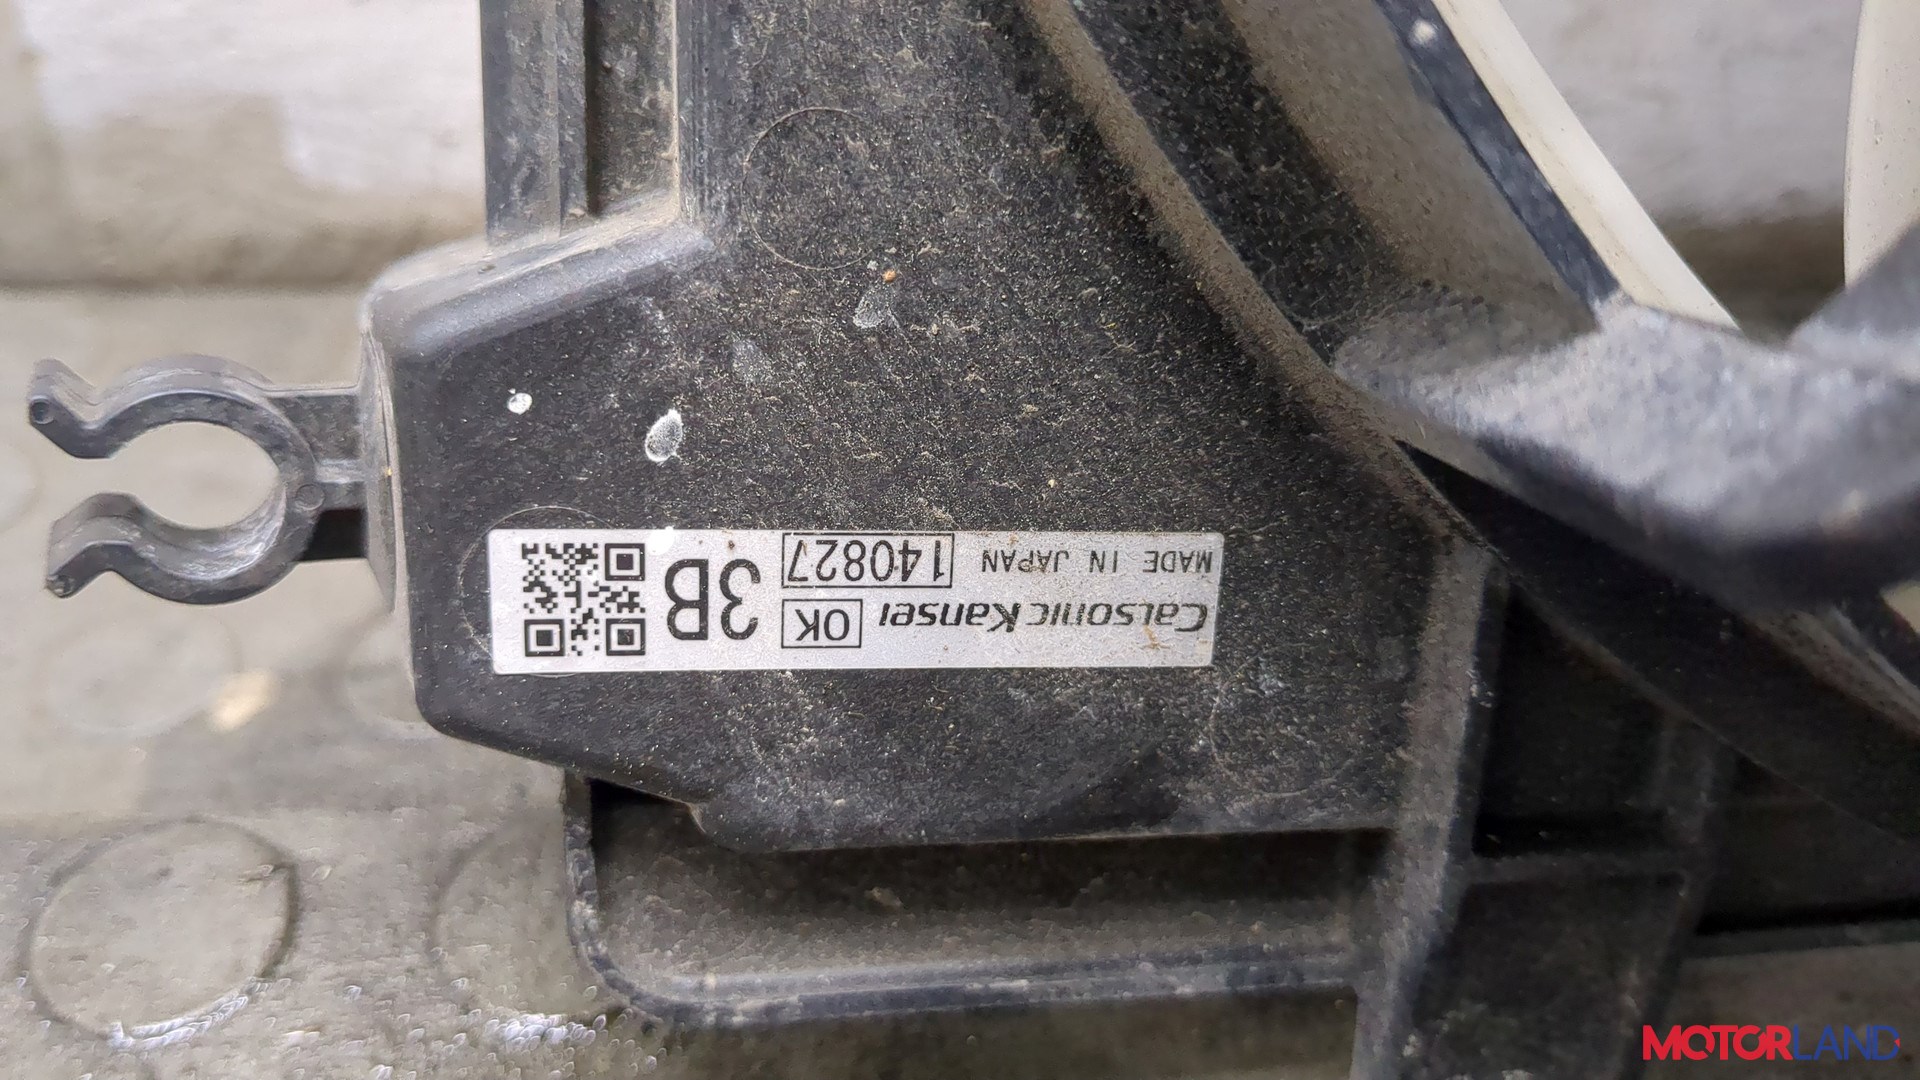 CALSONIC KANSEI OK
MADE IN JAPAN 140827
3B
MOTORLAND